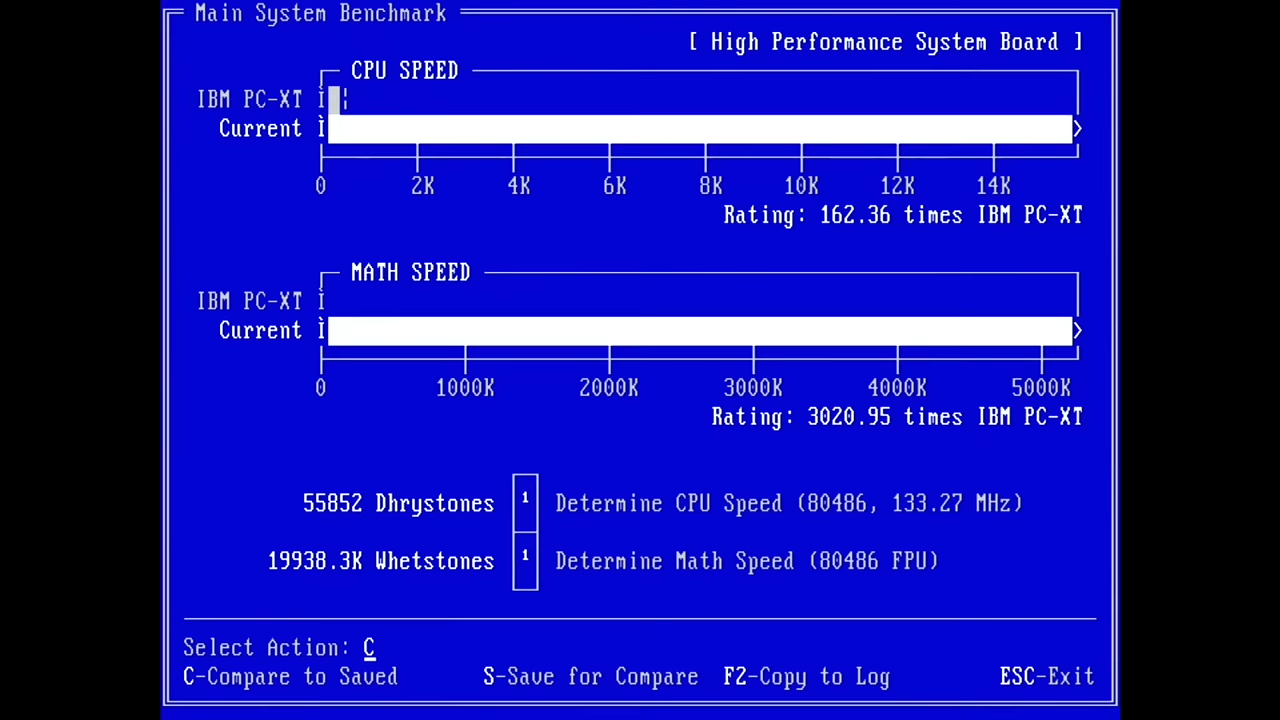 Main System Benchmark
[ High Performance System Board ]
CPU SPEED
IBM PC-XT
Current
0 2K 4K 6K 8K 10K 12K 14K
Rating: 162.36 times IBM PC-XT
MATH SPEED
IBM PC-XT
Current
0 1000K 2000K 3000K 4000K 5000K
Rating: 3020.95 times IBM PC-XT
55852 Dhrystones 1 Determine CPU Speed (80486, 133.27 MHz)
19938.3K Whetstones 1 Determine Math Speed (80486 FPU)
Select Action: C
C-Compare to Saved S-Save for Compare F2-Copy to Log ESC-Exit